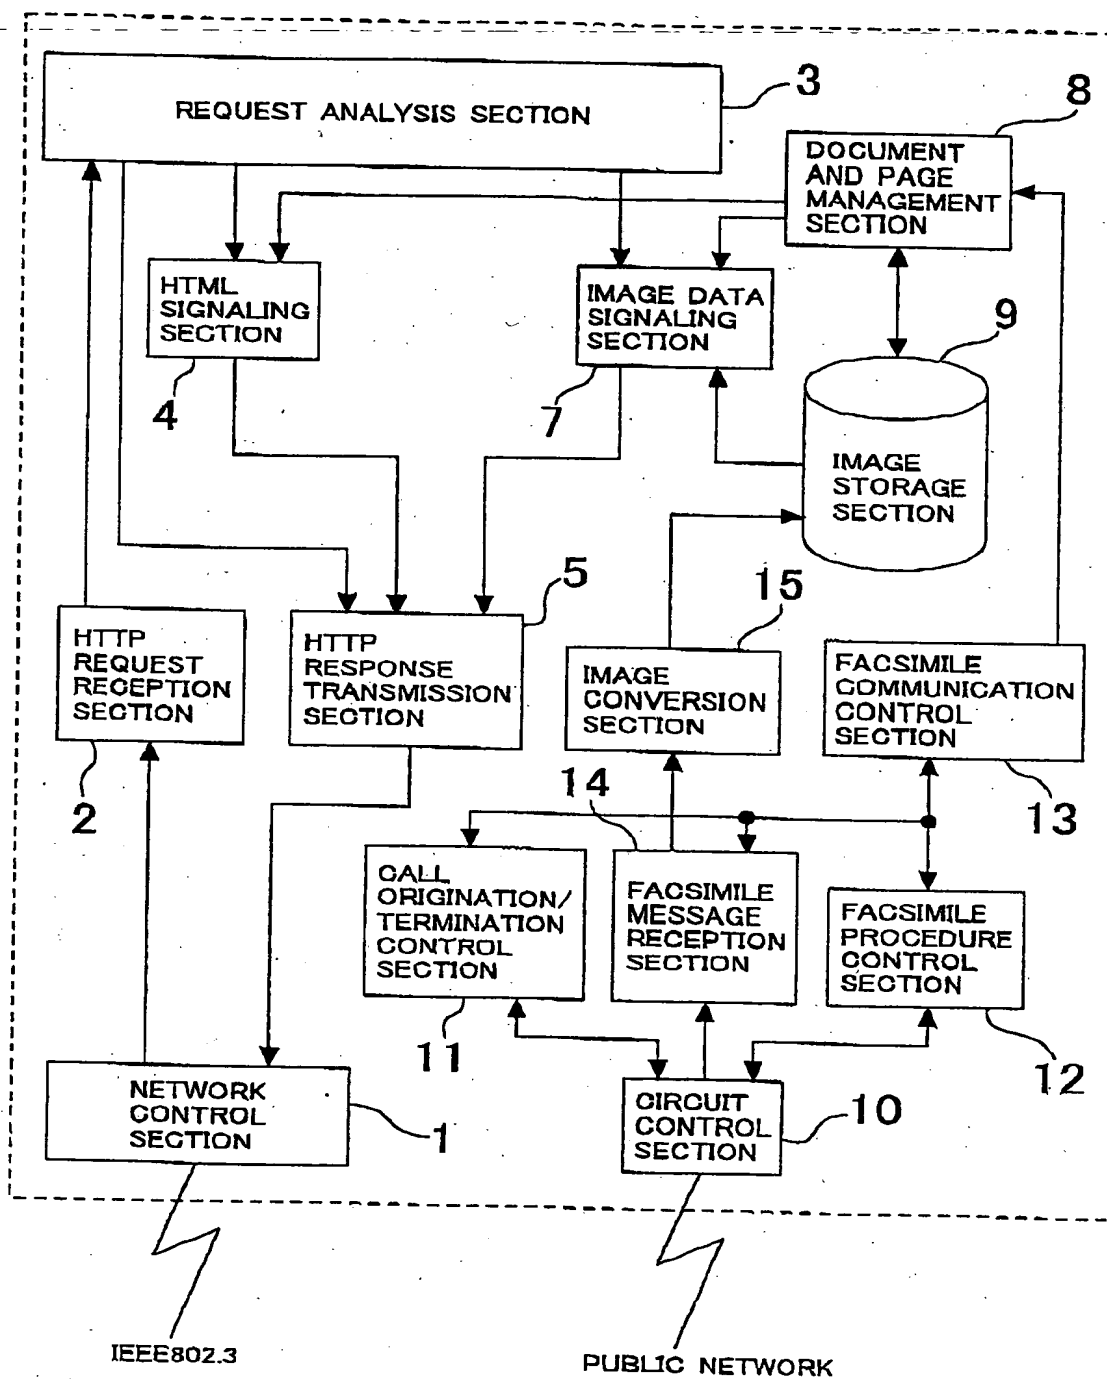 REQUEST ANALYSIS SECTION
3
8
DOCUMENT
AND PAGE
MANAGEMENT
SECTION
HTML
SIGNALING
SECTION
4
IMAGE DATA
SIGNALING
SECTION
7
9
IMAGE
STORAGE
SECTION
HTTP
REQUEST
RECEPTION
SECTION
2
5
HTTP
RESPONSE
TRANSMISSION
SECTION
15
IMAGE
CONVERSION
SECTION
FACSIMILE
COMMUNICATION
CONTROL
SECTION
13
14
CALL
ORIGINATION/
TERMINATION
CONTROL
SECTION
11
FACSIMILE
MESSAGE
RECEPTION
SECTION
FACSIMILE
PROCEDURE
CONTROL
SECTION
12
NETWORK
CONTROL
SECTION
1
CIRCUIT
CONTROL
SECTION
10
IEEE802.3
PUBLIC NETWORK